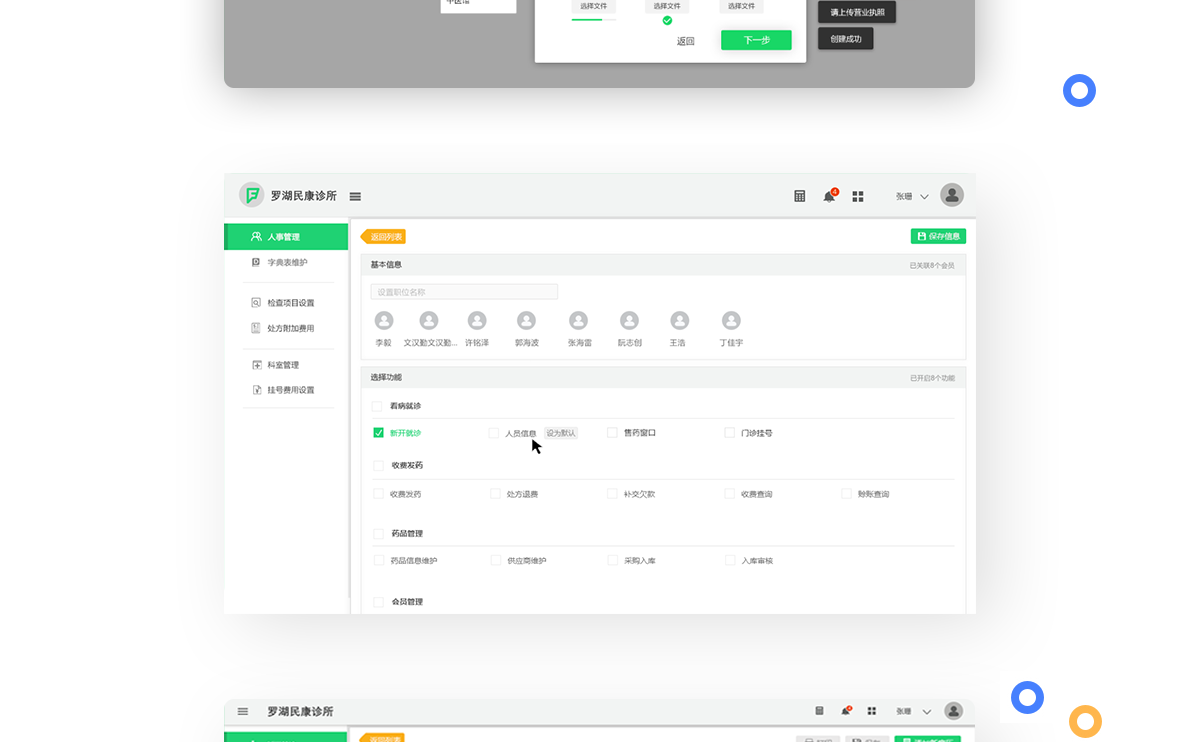 选择文件 选择文件 选择文件
请上传营业执照
返回 下一步
创建成功
罗湖民康诊所
4
张珊
人事管理
字典表维护
检查项目设置
处方附加费用
科室管理
挂号费用设置
返回列表
保存信息
基本信息 已关联8个会员
设置职位名称
李毅 文汉勤文汉勤... 许铭泽 郭海波 张海雷 阮志创 王浩 丁佳宇
选择功能 已开启8个功能
看病就诊
新开就诊 人员信息 设为默认 售药窗口 门诊挂号
收费发药
收费发药 处方退费 补交欠款 收费查询 赊账查询
药品管理
药品信息维护 供应商维护 采购入库 入库审核
会员管理
罗湖民康诊所
张珊
返回列表